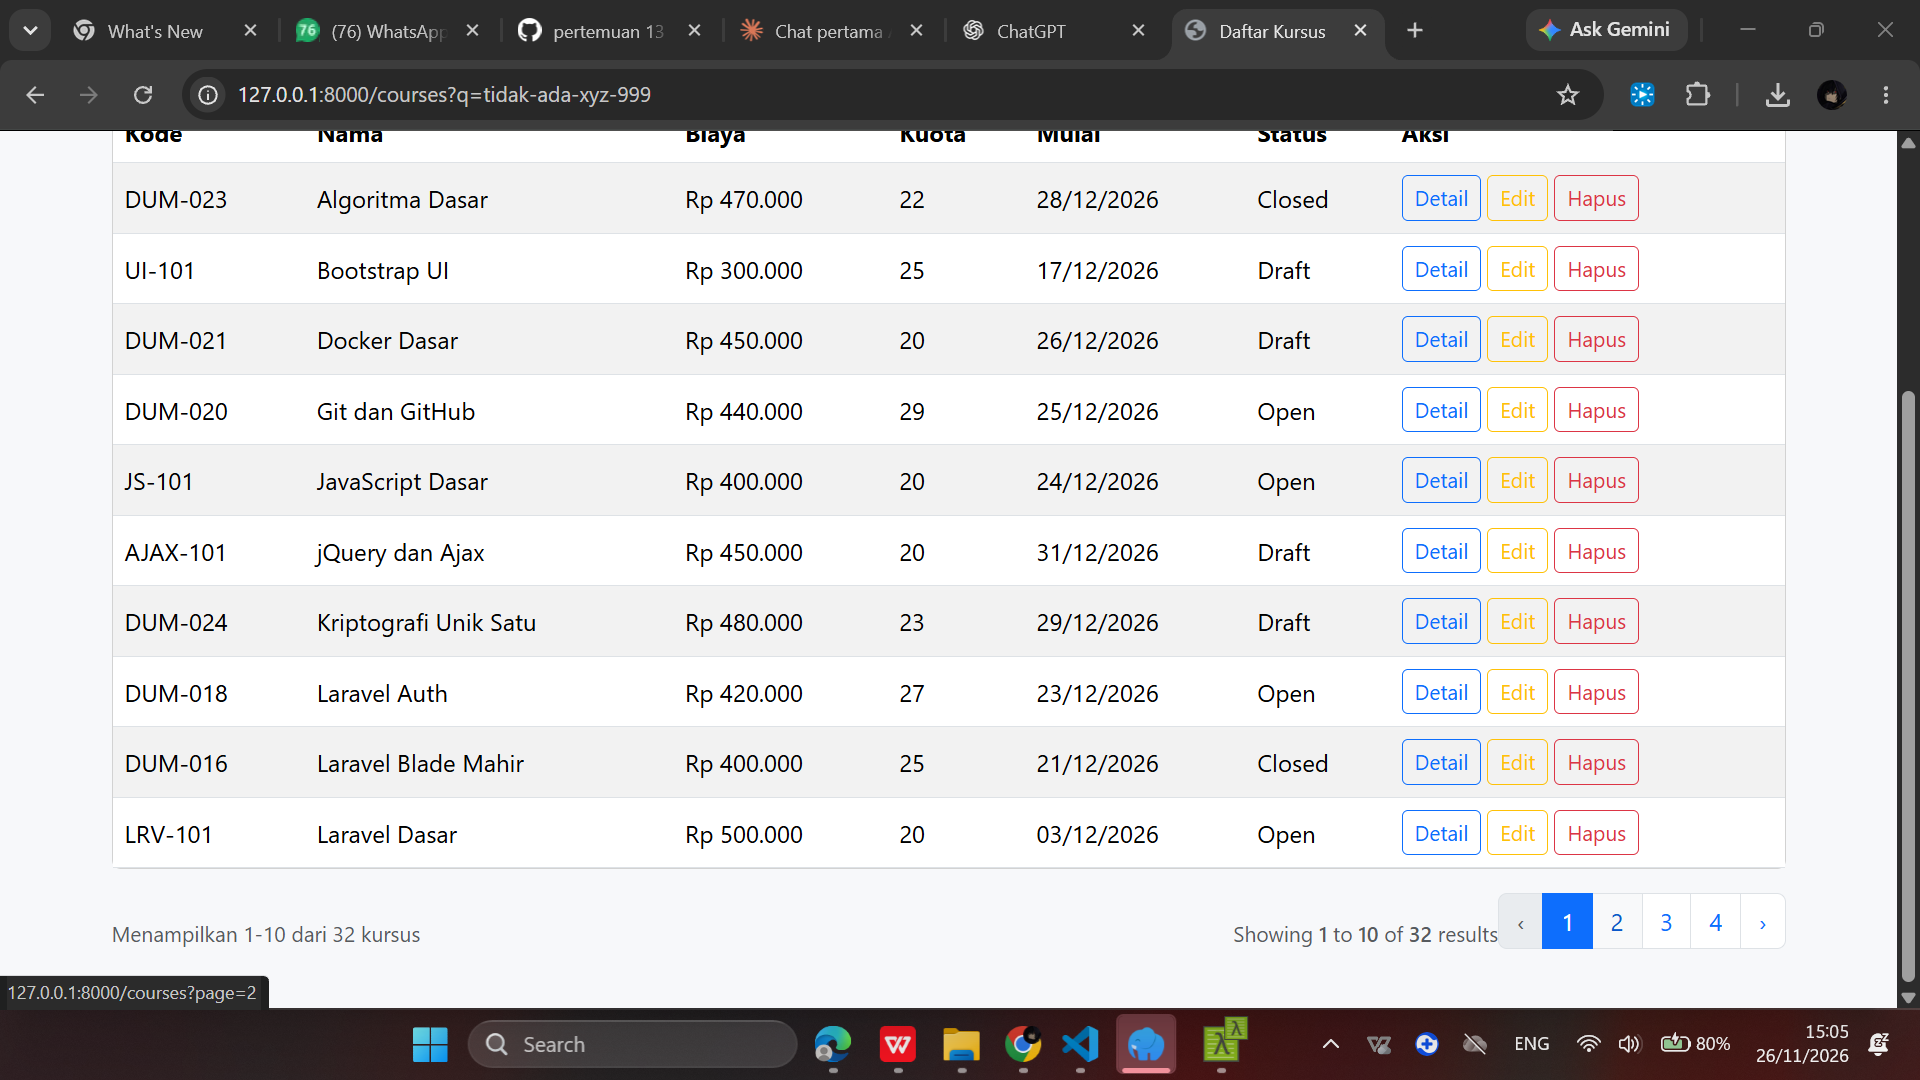 What's New
(76) WhatsApp
pertemuan 13
Chat pertama
ChatGPT
Daftar Kursus
Ask Gemini
127.0.0.1:8000/courses?q=tidak-ada-xyz-999
Kode Nama Biaya Kuota Mulai Status Aksi
DUM-023 Algoritma Dasar Rp 470.000 22 28/12/2026 Closed Detail Edit Hapus
UI-101 Bootstrap UI Rp 300.000 25 17/12/2026 Draft Detail Edit Hapus
DUM-021 Docker Dasar Rp 450.000 20 26/12/2026 Draft Detail Edit Hapus
DUM-020 Git dan GitHub Rp 440.000 29 25/12/2026 Open Detail Edit Hapus
JS-101 JavaScript Dasar Rp 400.000 20 24/12/2026 Open Detail Edit Hapus
AJAX-101 jQuery dan Ajax Rp 450.000 20 31/12/2026 Draft Detail Edit Hapus
DUM-024 Kriptografi Unik Satu Rp 480.000 23 29/12/2026 Draft Detail Edit Hapus
DUM-018 Laravel Auth Rp 420.000 27 23/12/2026 Open Detail Edit Hapus
DUM-016 Laravel Blade Mahir Rp 400.000 25 21/12/2026 Closed Detail Edit Hapus
LRV-101 Laravel Dasar Rp 500.000 20 03/12/2026 Open Detail Edit Hapus
Menampilkan 1-10 dari 32 kursus Showing 1 to 10 of 32 results ‹ 1 2 3 4 ›
127.0.0.1:8000/courses?page=2
Search
ENG
80%
15:05
26/11/2026